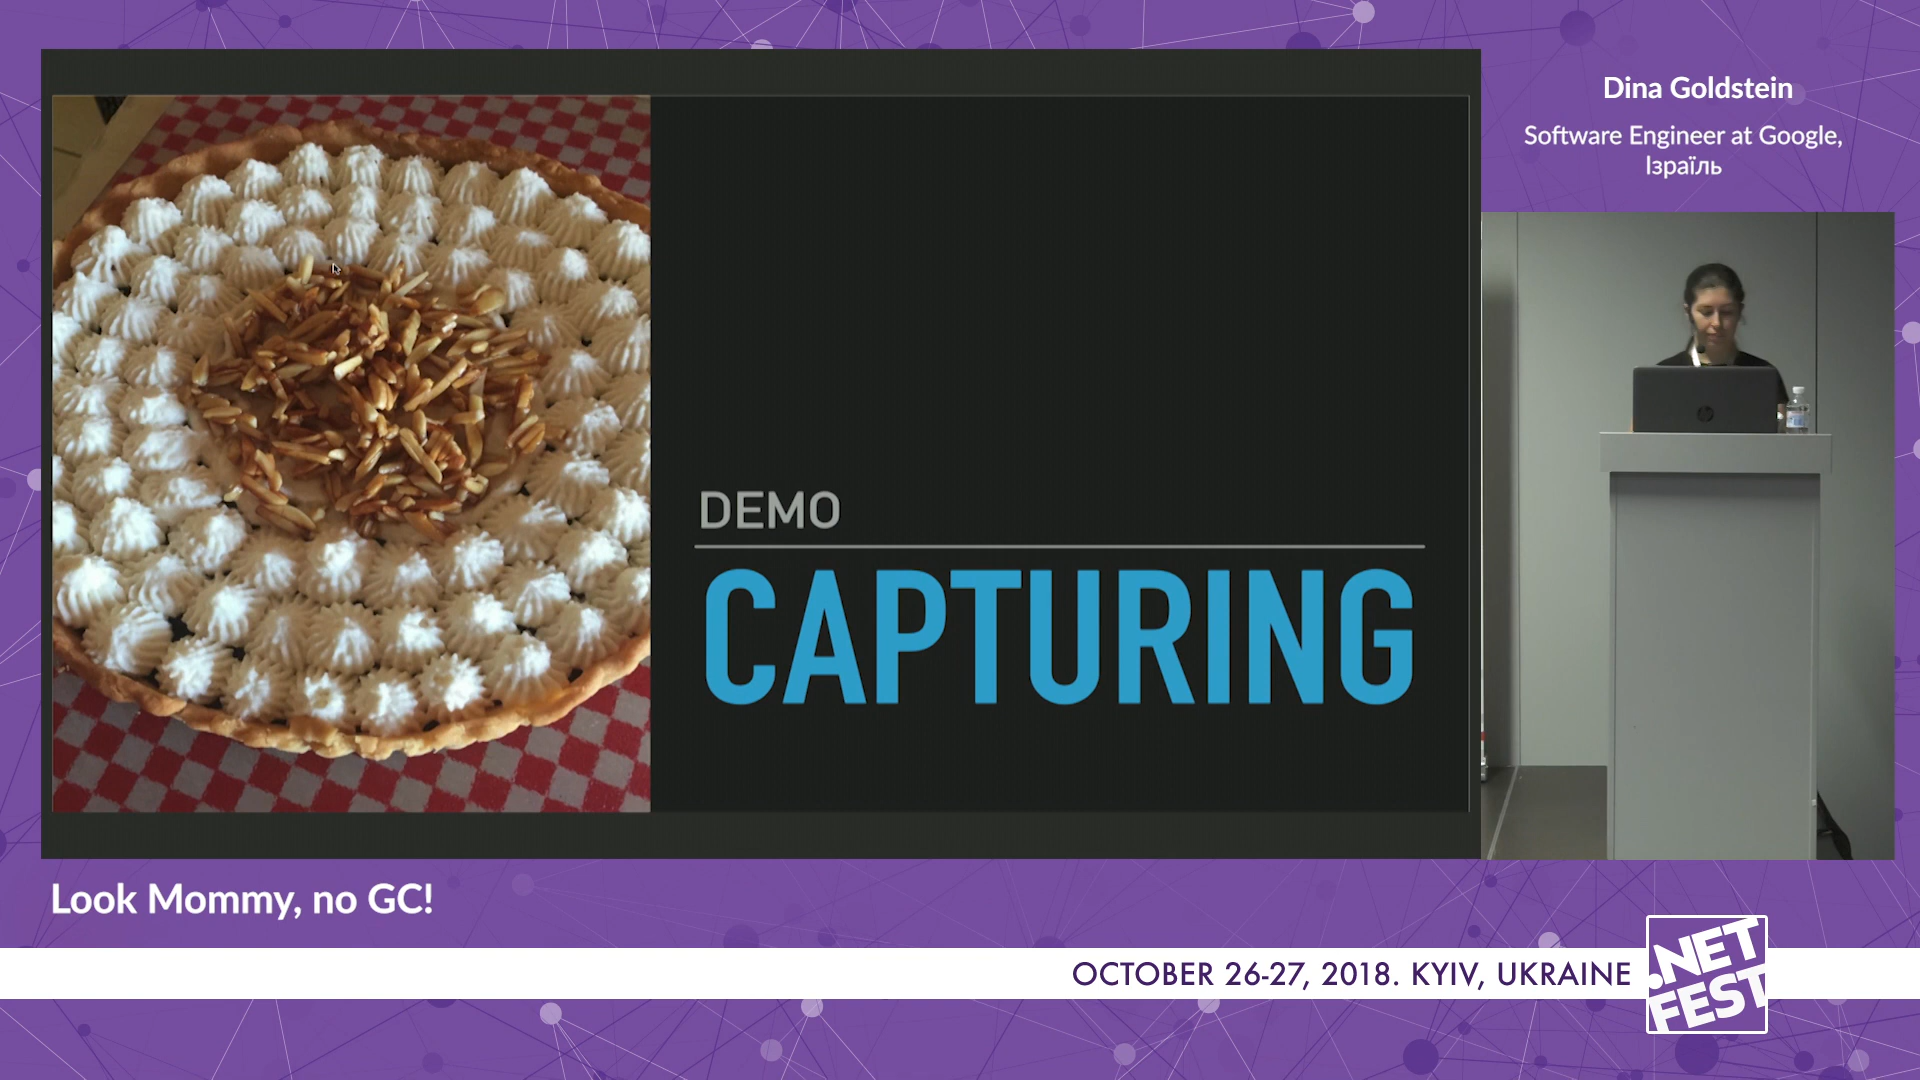 Dina Goldstein
Software Engineer at Google,
Ізраїль
DEMO
CAPTURING
Look Mommy, no GC!
OCTOBER 26-27, 2018. KYIV, UKRAINE
.NET
FEST